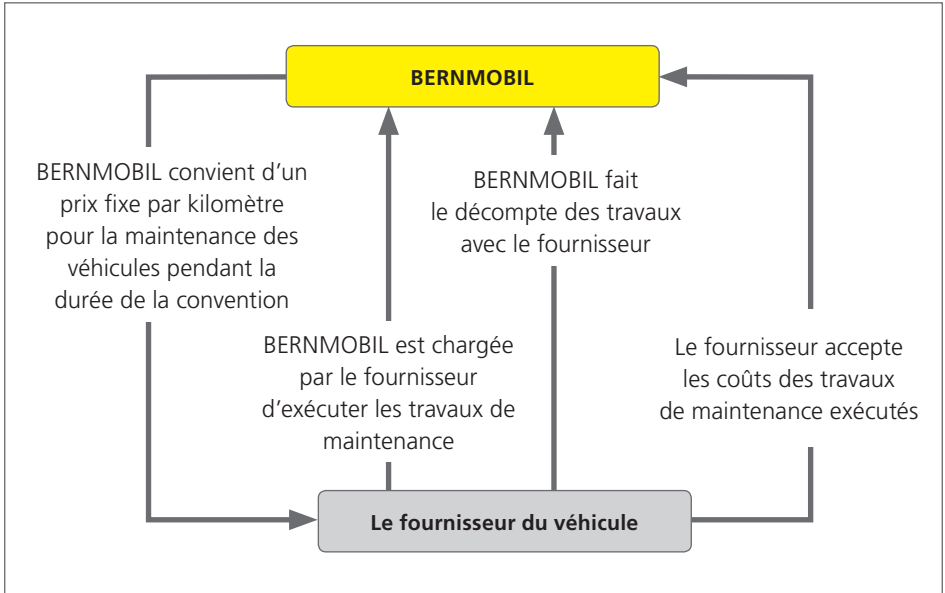 BERNMOBIL
BERNMOBIL convient d’un
prix fixe par kilomètre
pour la maintenance des
véhicules pendant la
durée de la convention
BERNMOBIL fait
le décompte des travaux
avec le fournisseur
BERNMOBIL est chargée
par le fournisseur
d’exécuter les travaux de
maintenance
Le fournisseur accepte
les coûts des travaux
de maintenance exécutés
Le fournisseur du véhicule